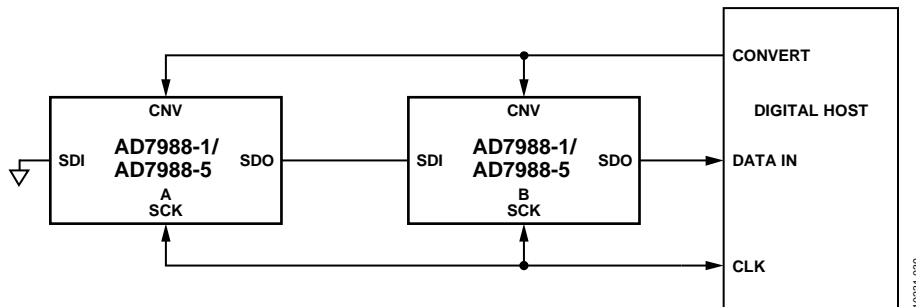 CONVERT
DIGITAL HOST
DATA IN
CLK
CNV
AD7988-1/
AD7988-5
SDI
SDO
A
SCK
CNV
AD7988-1/
AD7988-5
SDI
SDO
B
SCK